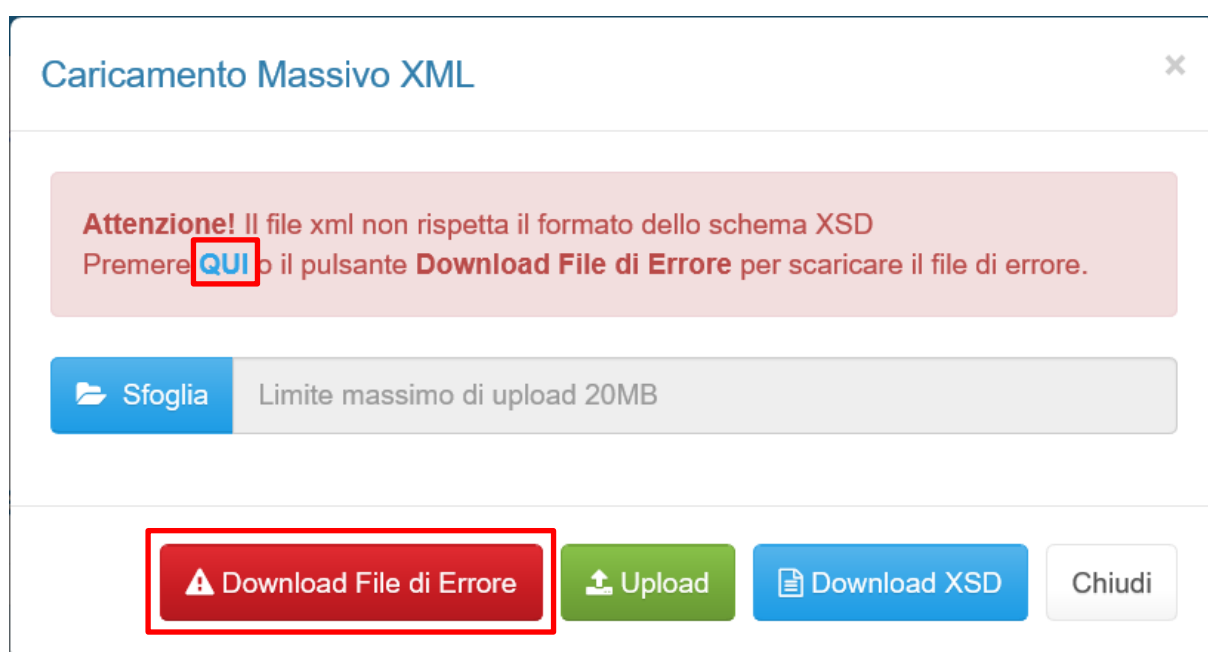 Caricamento Massivo XML
×
Attenzione! Il file xml non rispetta il formato dello schema XSD
Premere QUI o il pulsante Download File di Errore per scaricare il file di errore.
Sfoglia Limite massimo di upload 20MB
Download File di Errore Upload Download XSD Chiudi